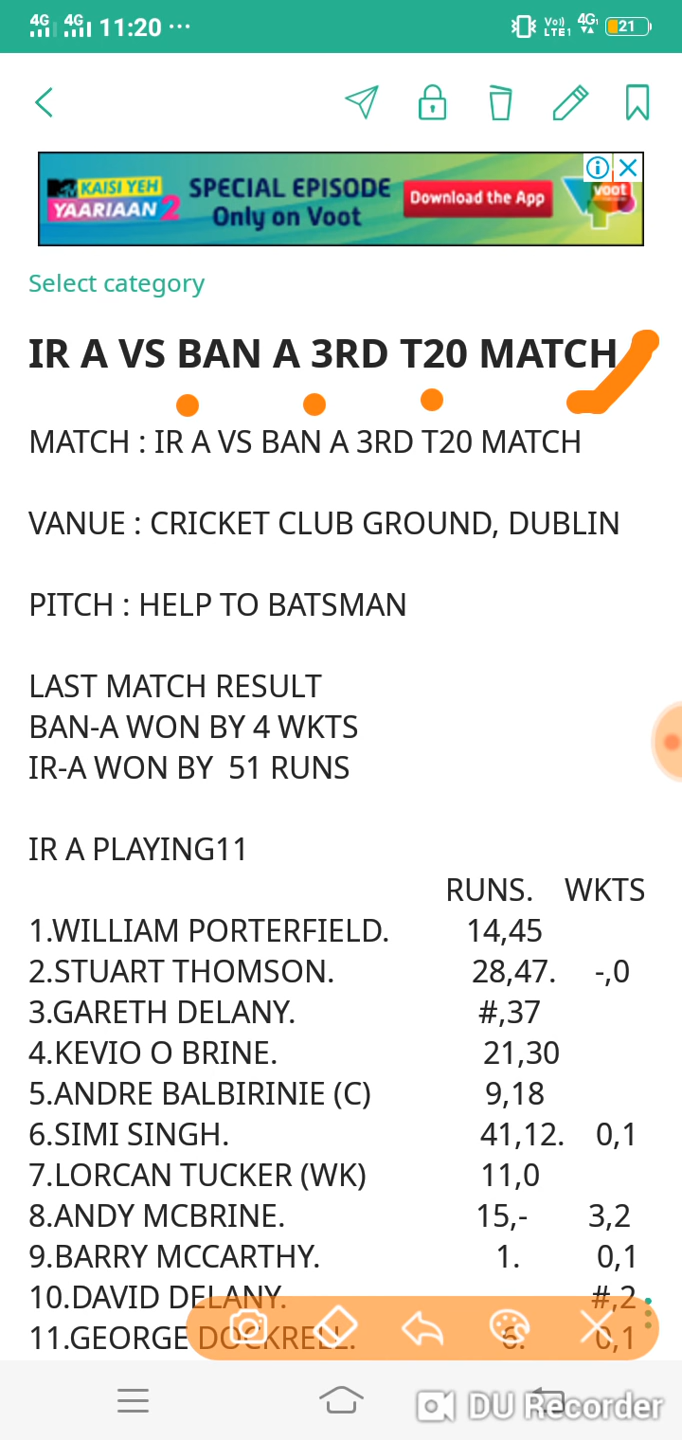 4G 4G 11:20 ...
Vo)) LTE1 4G1 21
KAISI YEH
YAARIAAN 2
SPECIAL EPISODE
Only on Voot
Download the App
voot
Select category
IR A VS BAN A 3RD T20 MATCH
MATCH : IR A VS BAN A 3RD T20 MATCH
VANUE : CRICKET CLUB GROUND, DUBLIN
PITCH : HELP TO BATSMAN
LAST MATCH RESULT
BAN-A WON BY 4 WKTS
IR-A WON BY 51 RUNS
IR A PLAYING11
RUNS. WKTS
1.WILLIAM PORTERFIELD. 14,45
2.STUART THOMSON. 28,47. -,0
3.GARETH DELANY. #,37
4.KEVIO O BRINE. 21,30
5.ANDRE BALBIRINIE (C) 9,18
6.SIMI SINGH. 41,12. 0,1
7.LORCAN TUCKER (WK) 11,0
8.ANDY MCBRINE. 15,- 3,2
9.BARRY MCCARTHY. 1. 0,1
10.DAVID DELANY. #,2
11.GEORGE DOCKRELL. 6. 0,1
DU Recorder